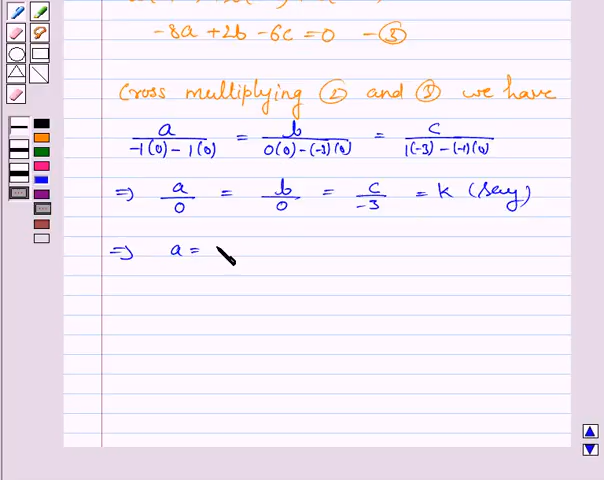 -8a + 2b - 6c = 0 - ③
Cross multiplying ② and ③ we have
a/(-1(0) - 1(0)) = b/(0(0) - (-3)(0)) = c/(1(-3) - (-1)(0))
⇒ a/0 = b/0 = c/-3 = K (say)
⇒ a =